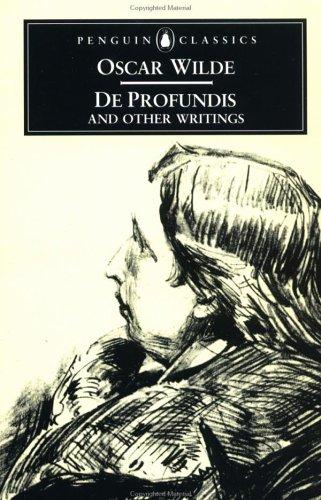 PENGUIN CLASSICS
OSCAR WILDE
DE PROFUNDIS
AND OTHER WRITINGS